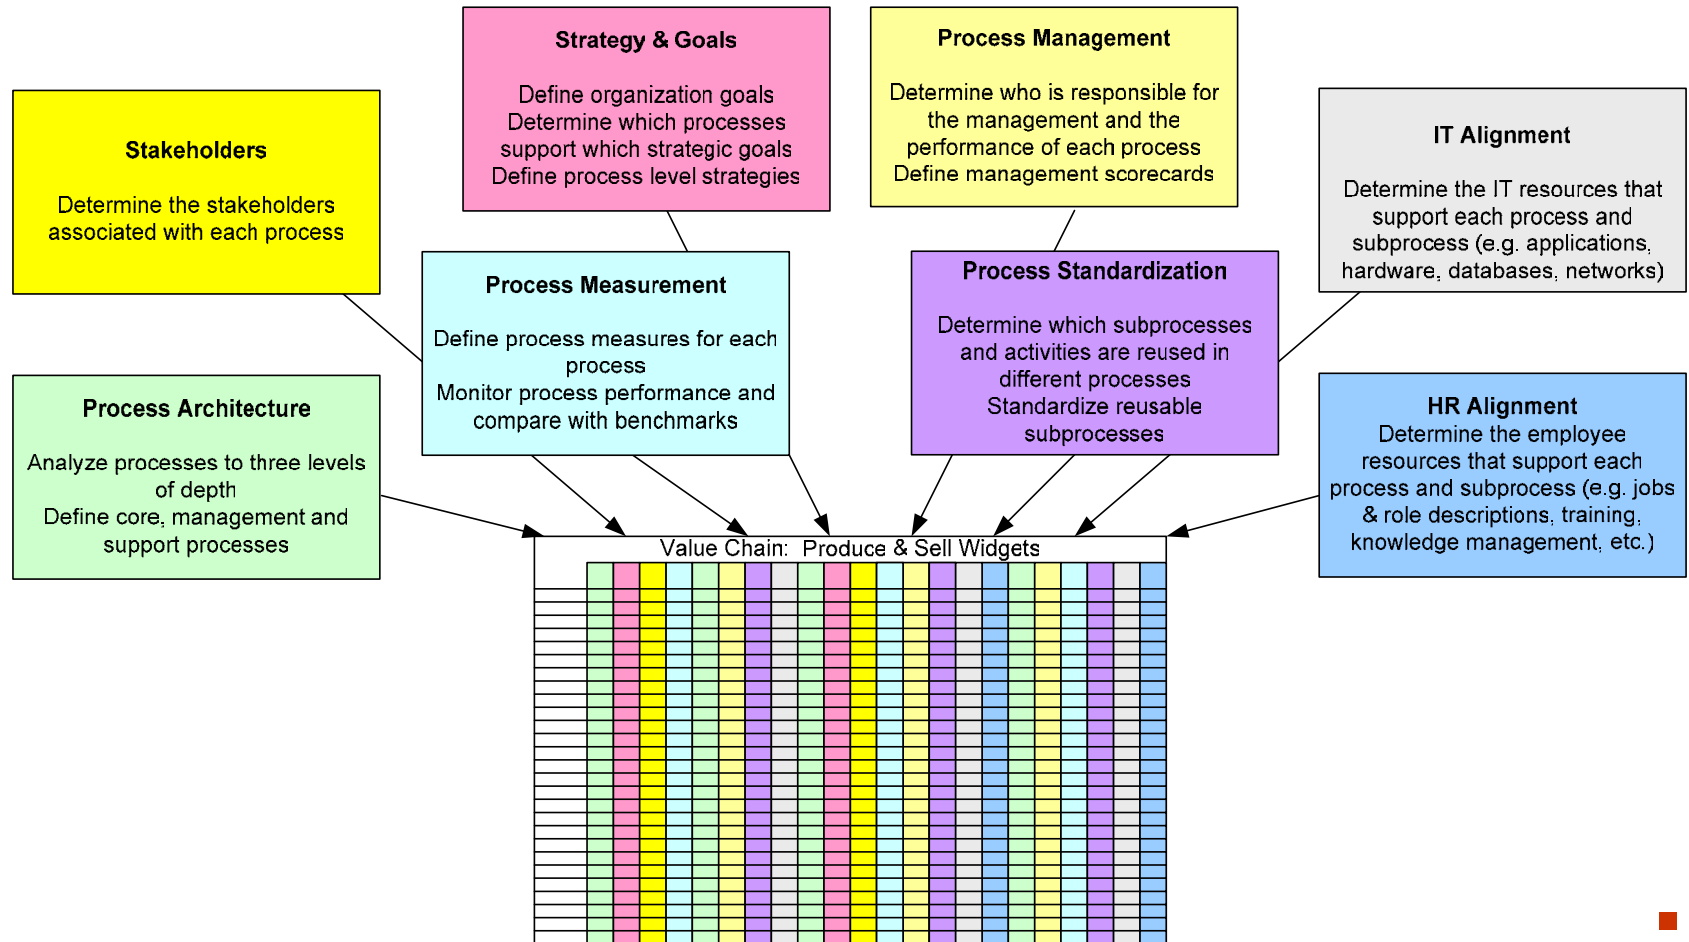 Strategy & Goals
Define organization goals
Determine which processes
support which strategic goals
Define process level strategies
Process Management
Determine who is responsible for
the management and the
performance of each process
Define management scorecards
Stakeholders
Determine the stakeholders
associated with each process
IT Alignment
Determine the IT resources that
support each process and
subprocess (e.g. applications,
hardware, databases, networks)
Process Measurement
Define process measures for each
process
Monitor process performance and
compare with benchmarks
Process Standardization
Determine which subprocesses
and activities are reused in
different processes
Standardize reusable
subprocesses
Process Architecture
Analyze processes to three levels
of depth
Define core, management and
support processes
HR Alignment
Determine the employee
resources that support each
process and subprocess (e.g. jobs
& role descriptions, training,
knowledge management, etc.)
Value Chain: Produce & Sell Widgets